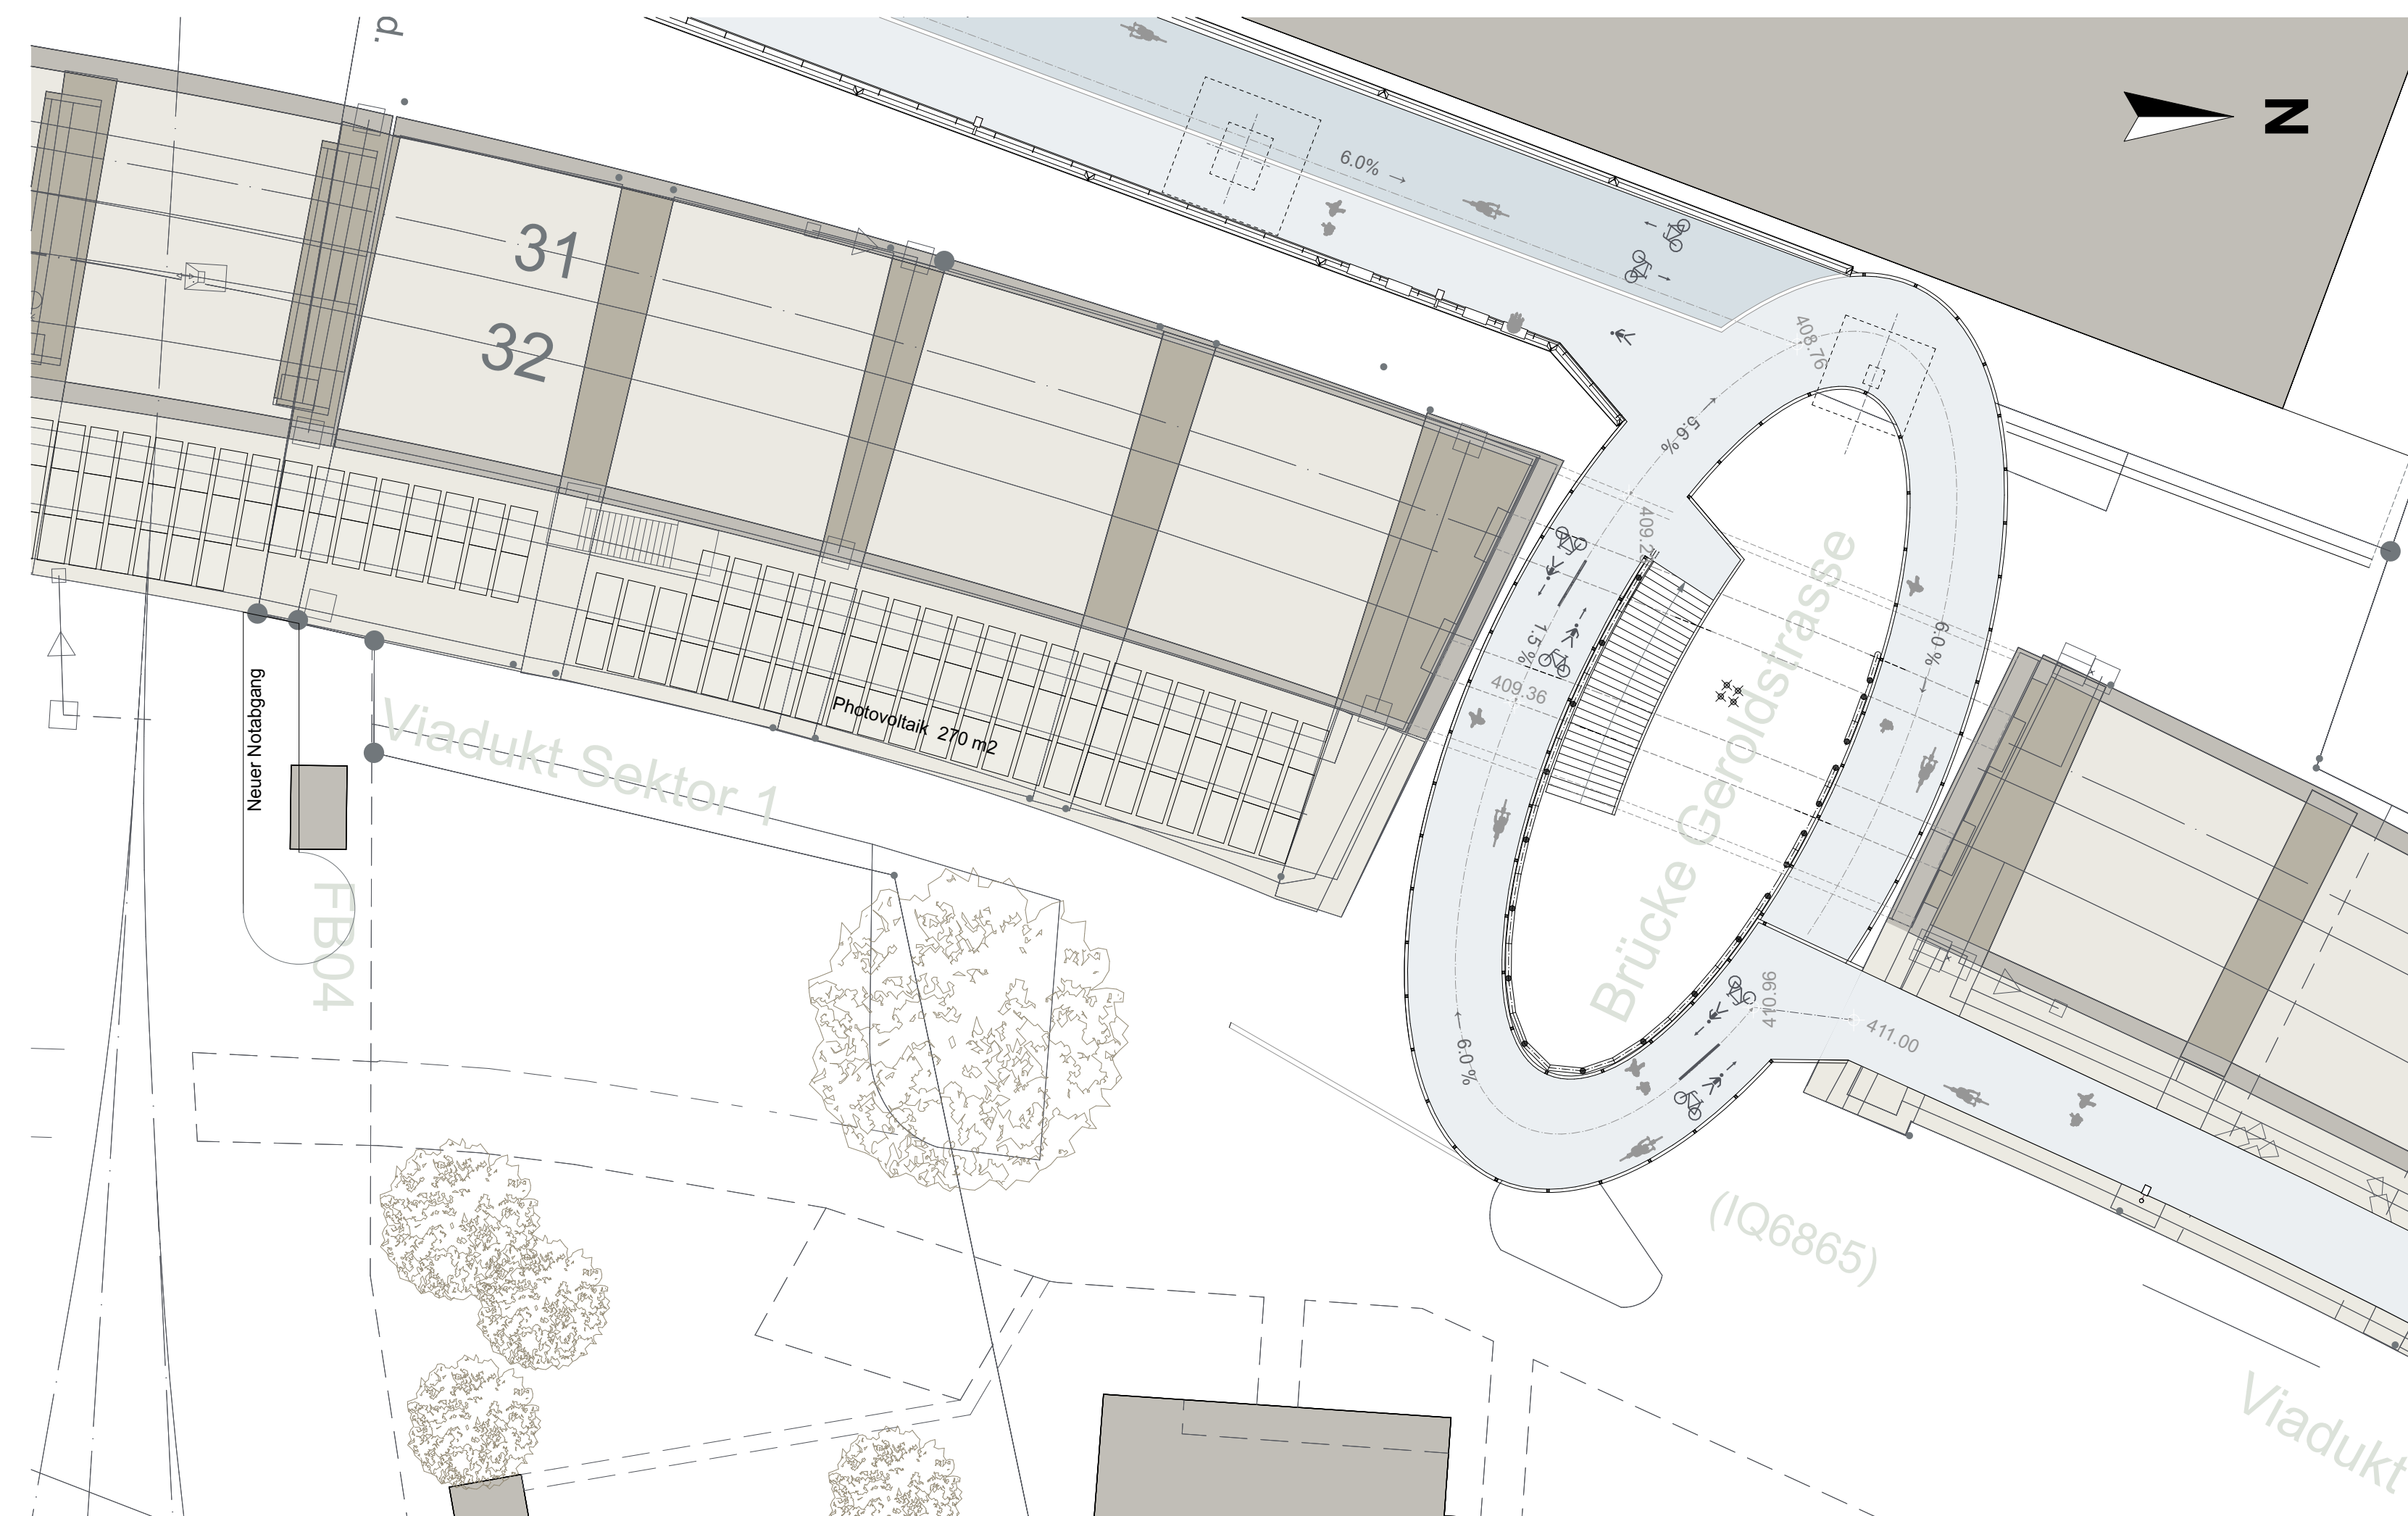 d.
N
6.0%
31
408.76
32
5.6 %
409.2
1.5 %
6.0 %
409.36
Neuer Notabgang
Photovoltaik 270 m2
Viadukt Sektor 1
Brücke Geroldstrasse
FB04
410.96
411.00
6.0 %
(IQ6865)
Viadukt